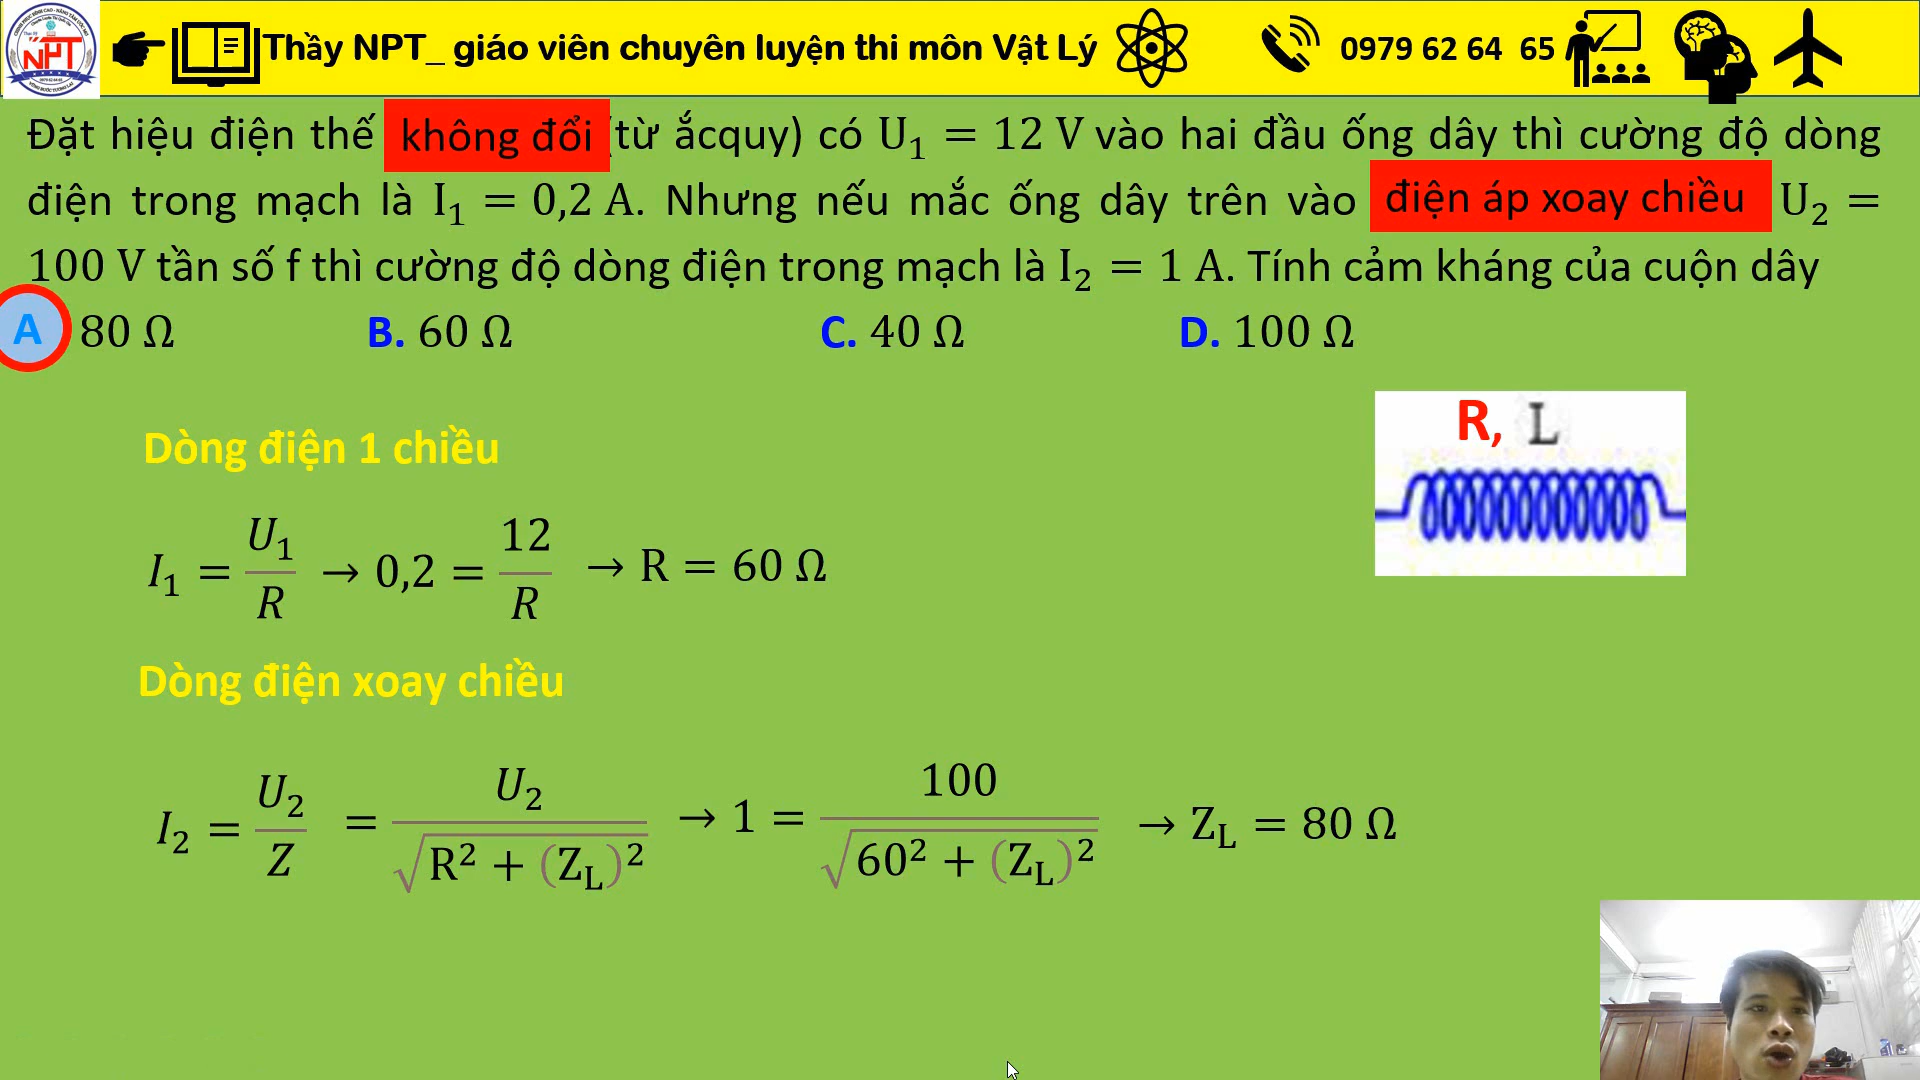 NPT
Thầy NPT_ giáo viên chuyên luyện thi môn Vật Lý
0979 62 64 65
Đặt hiệu điện thế không đổi (từ ắcquy) có U₁ = 12 V vào hai đầu ống dây thì cường độ dòng
điện trong mạch là I₁ = 0,2 A. Nhưng nếu mắc ống dây trên vào điện áp xoay chiều U₂ =
100 V tần số f thì cường độ dòng điện trong mạch là I₂ = 1 A. Tính cảm kháng của cuộn dây
A 80 Ω B. 60 Ω C. 40 Ω D. 100 Ω
R, L
Dòng điện 1 chiều
I₁ = U₁/R → 0,2 = 12/R → R = 60 Ω
Dòng điện xoay chiều
I₂ = U₂/Z = U₂/√(R² + (Z_L)²) → 1 = 100/√(60² + (Z_L)²) → Z_L = 80 Ω